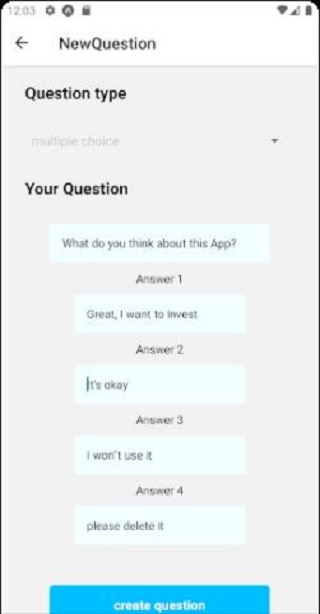 12:03
NewQuestion
Question type
multiple choice
Your Question
What do you think about this App?
Answer 1
Great, I want to invest
Answer 2
It's okay
Answer 3
I won't use it
Answer 4
please delete it
create question